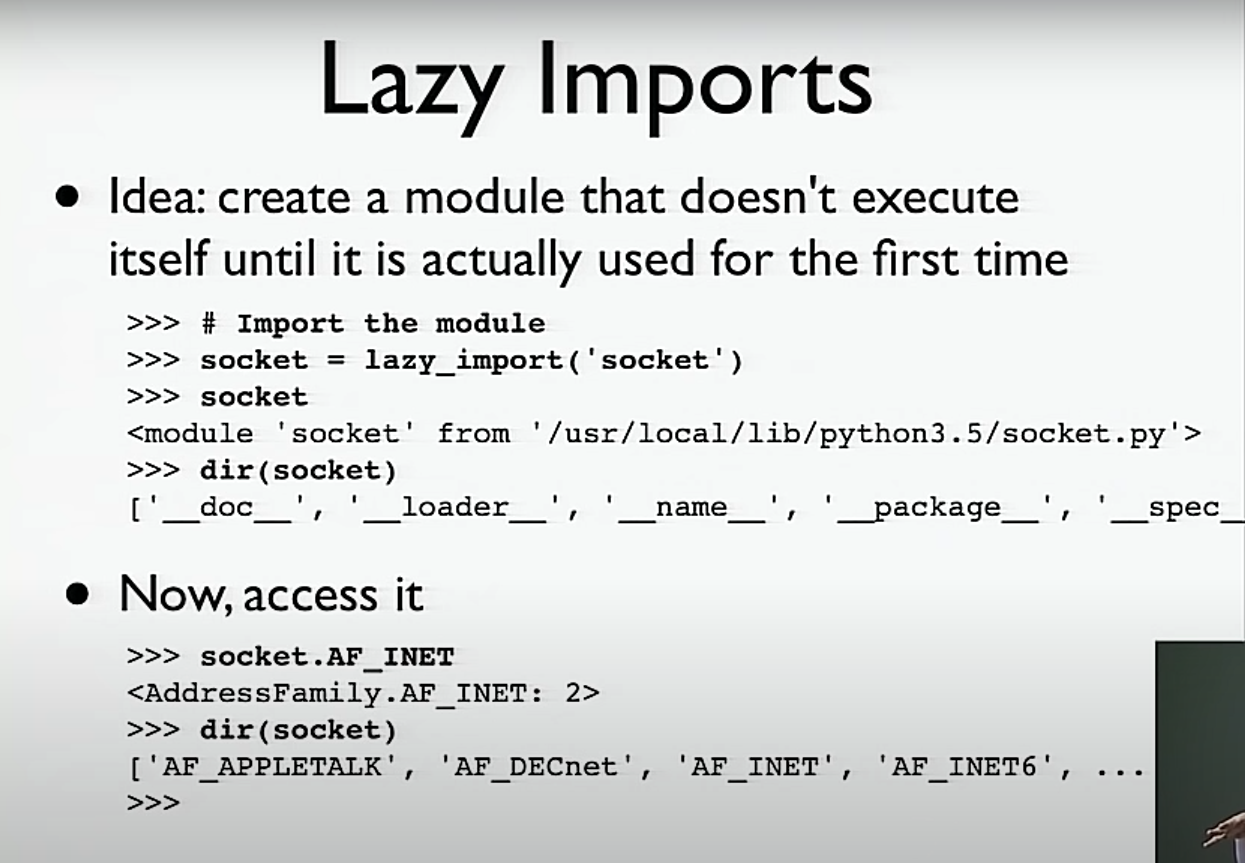 Lazy Imports
• Idea: create a module that doesn't execute
itself until it is actually used for the first time
>>> # Import the module
>>> socket = lazy_import('socket')
>>> socket
<module 'socket' from '/usr/local/lib/python3.5/socket.py'>
>>> dir(socket)
['__doc__', '__loader__', '__name__', '__package__', '__spec_
• Now, access it
>>> socket.AF_INET
<AddressFamily.AF_INET: 2>
>>> dir(socket)
['AF_APPLETALK', 'AF_DECnet', 'AF_INET', 'AF_INET6', ...
>>>